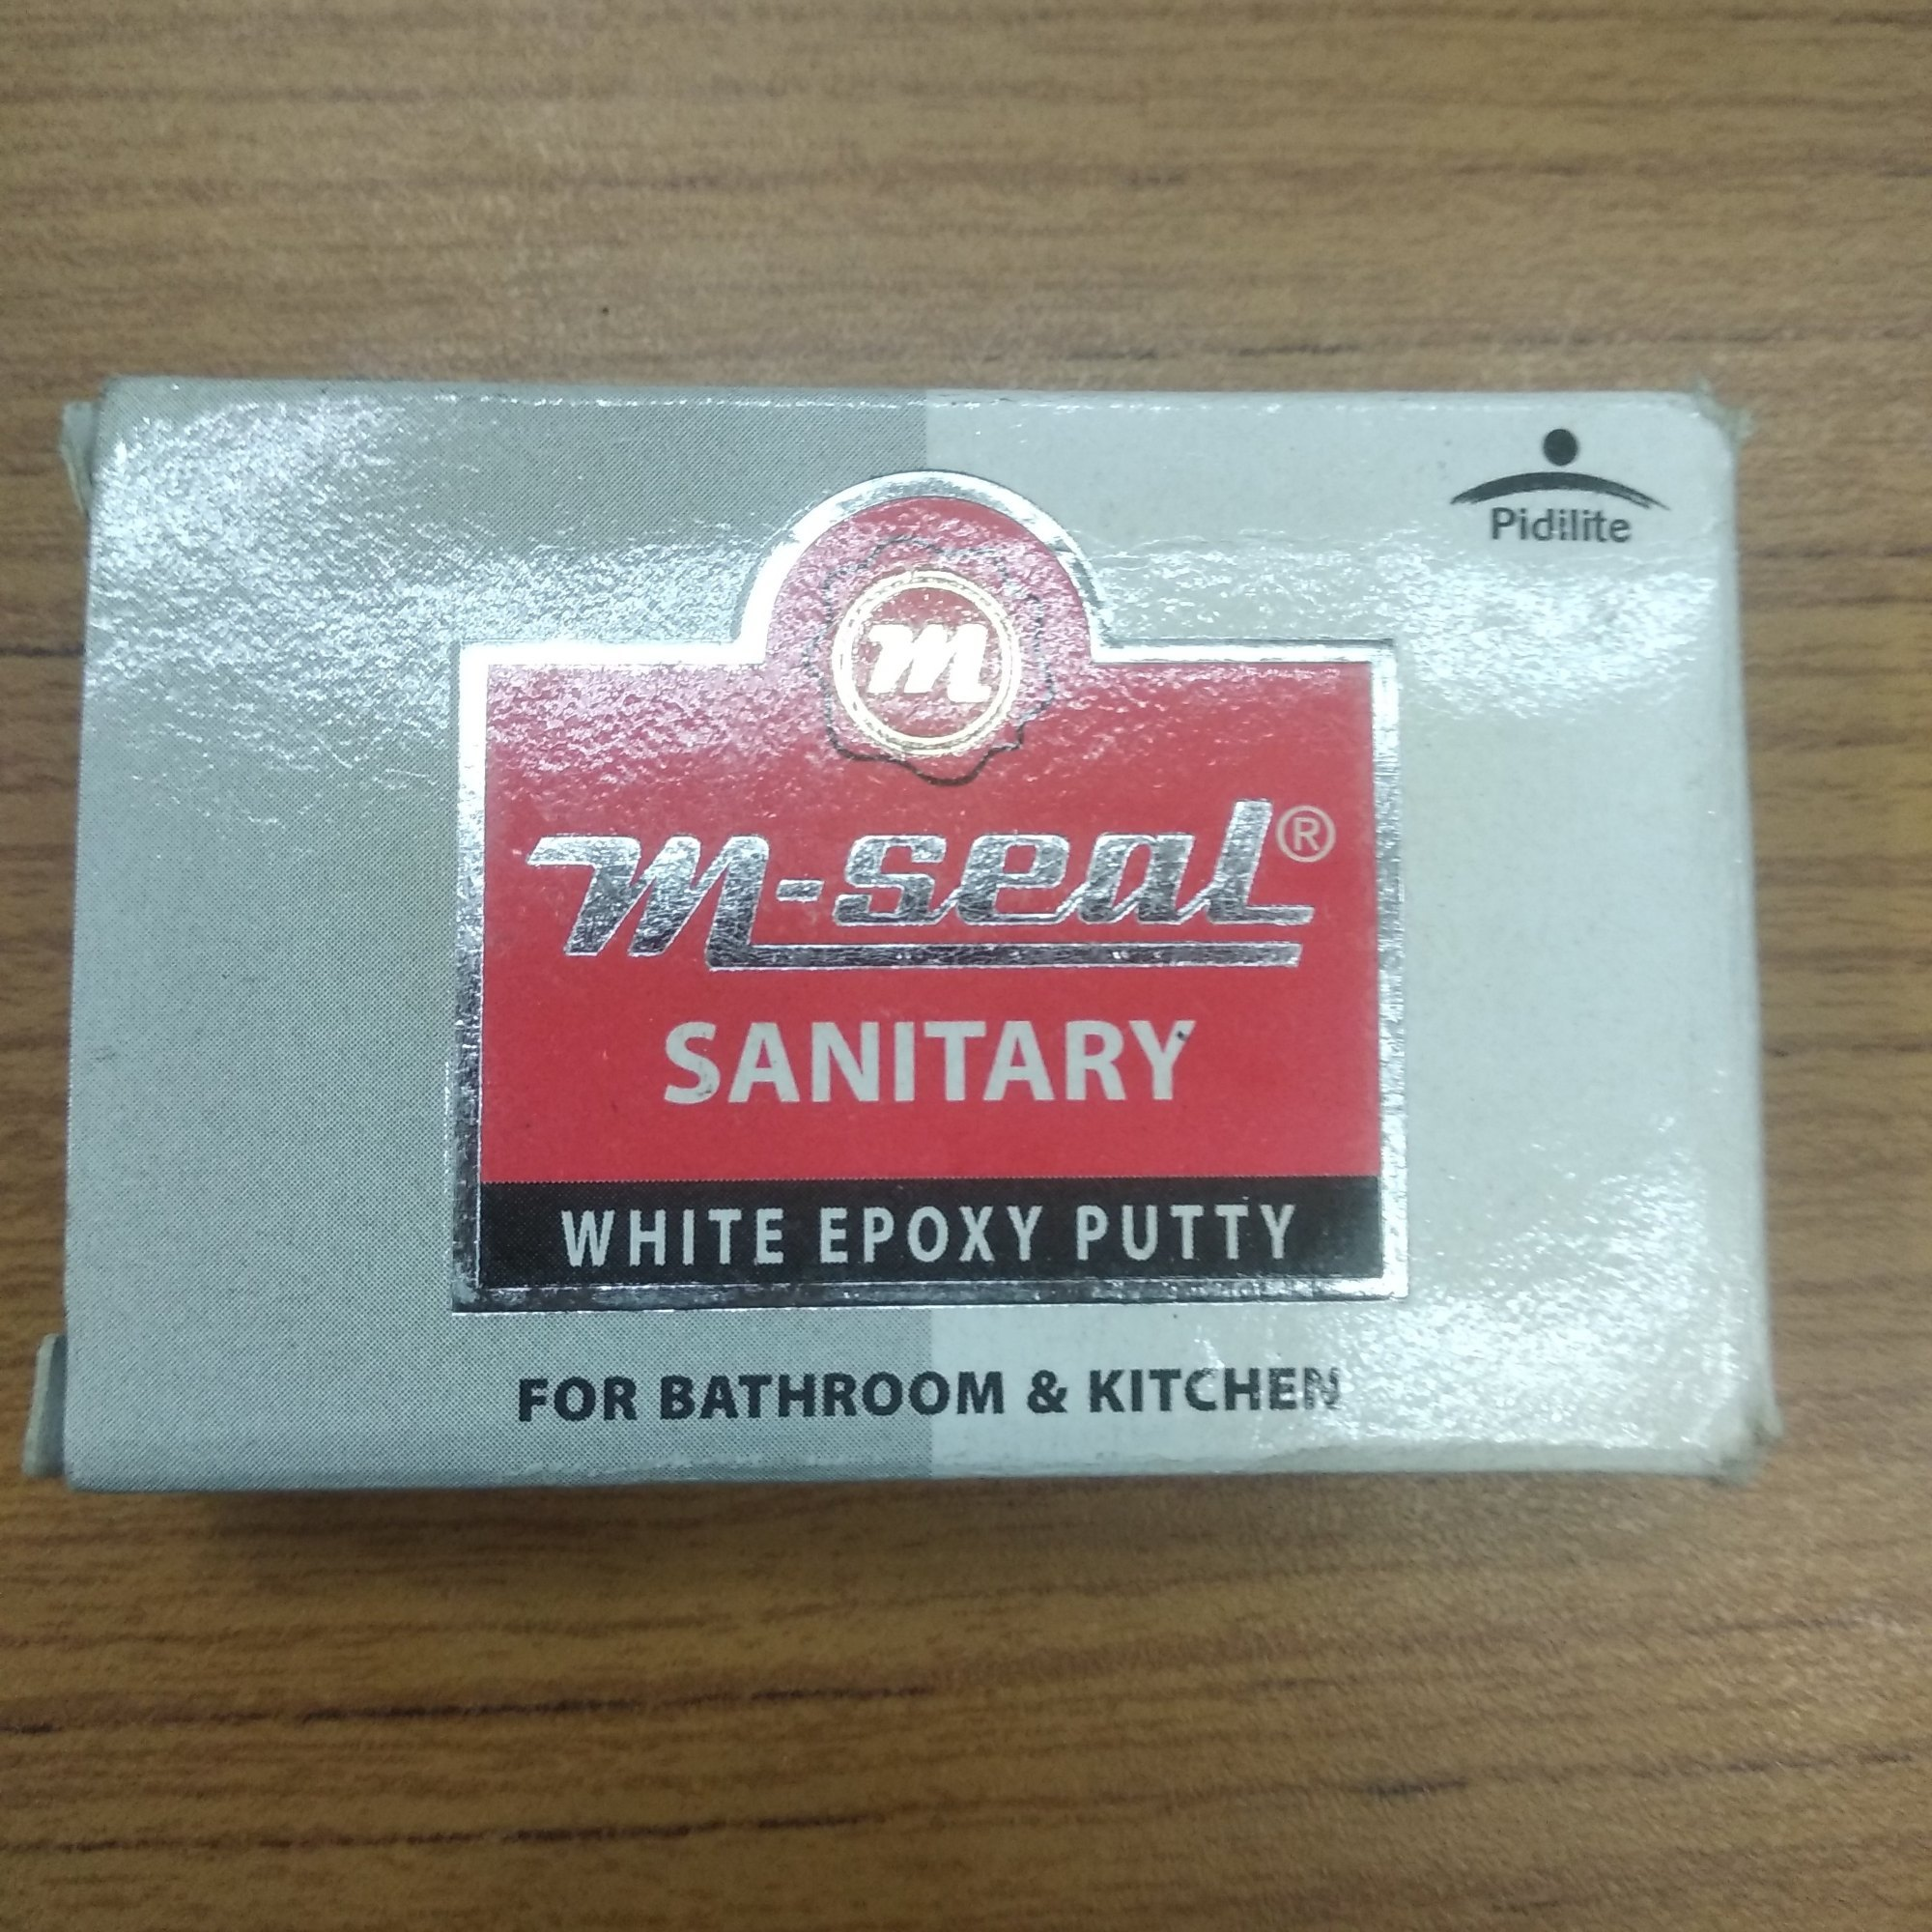 Pidilite
m
m-seal®
SANITARY
WHITE EPOXY PUTTY
FOR BATHROOM & KITCHEN